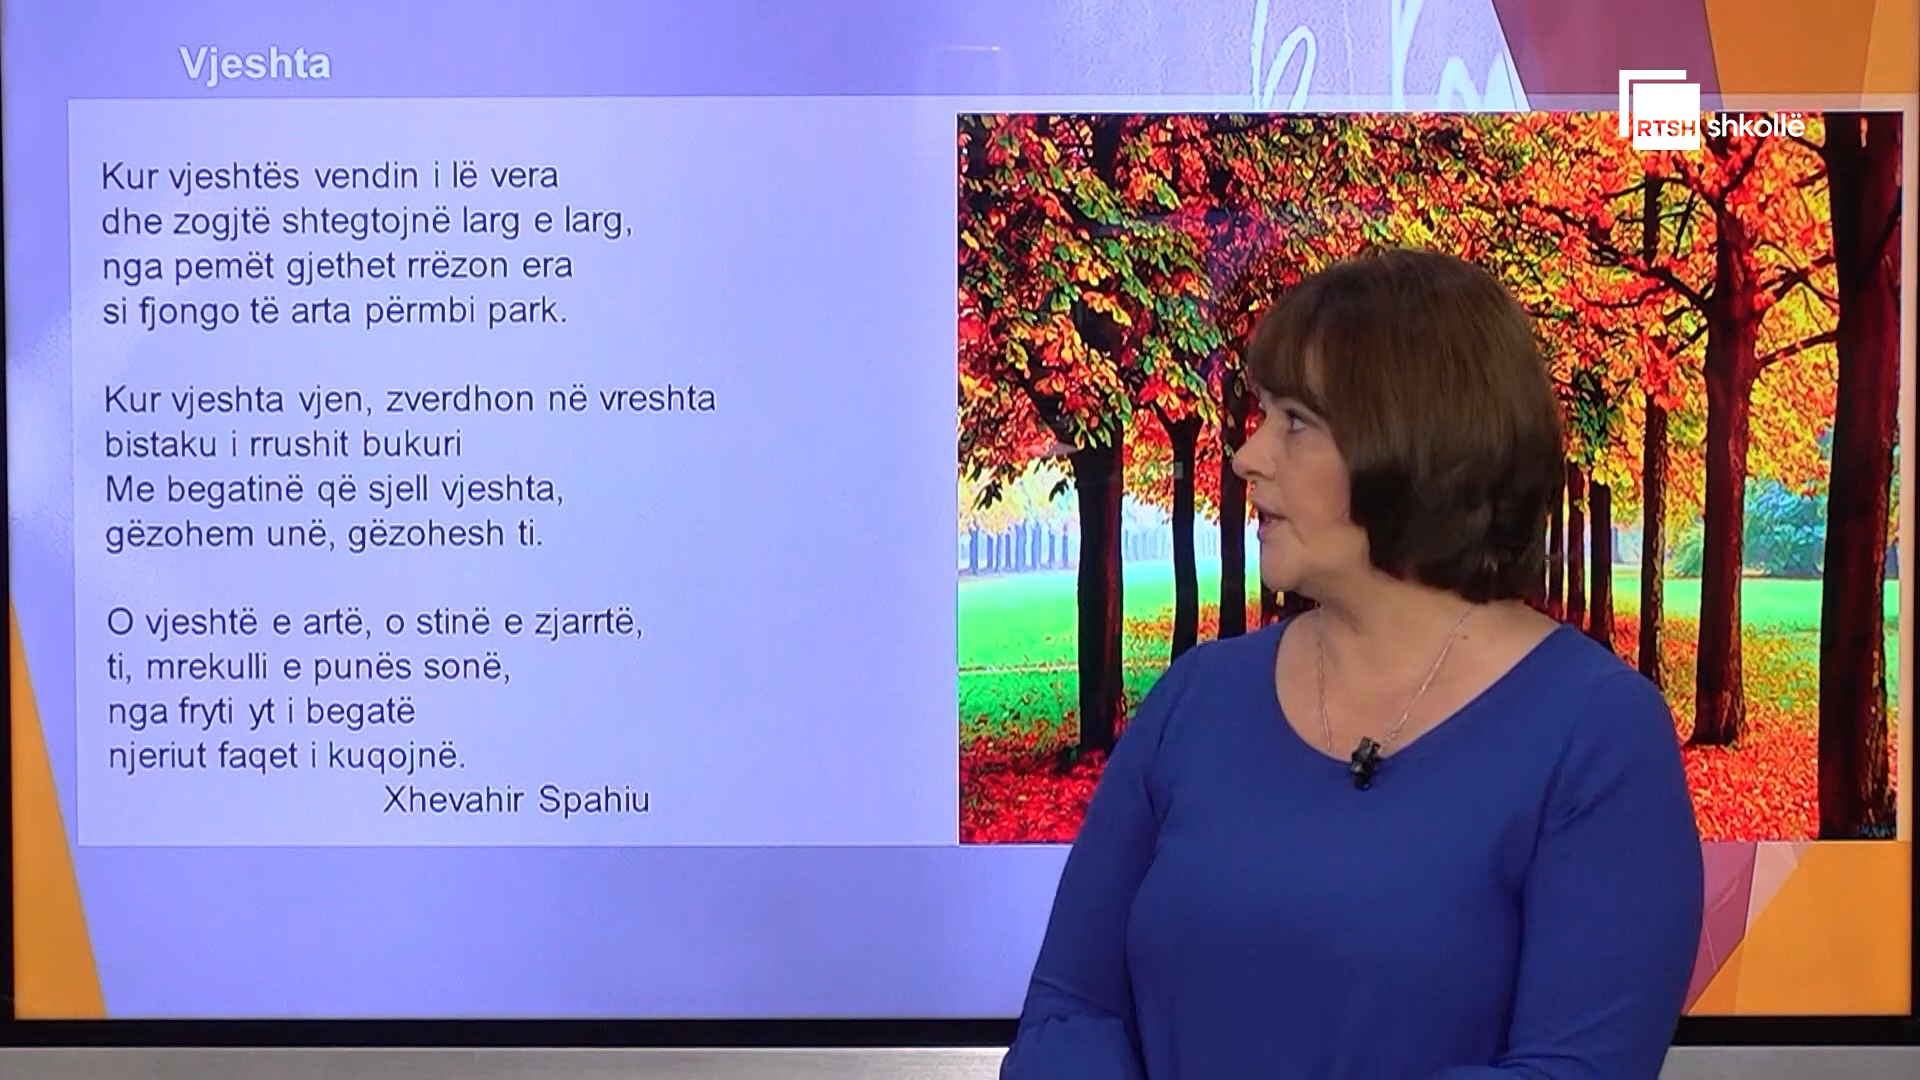 Vjeshta
RTSH shkollë
Kur vjeshtës vendin i lë vera
dhe zogjtë shtegtojnë larg e larg,
nga pemët gjethet rrëzon era
si fjongo të arta përmbi park.
Kur vjeshta vjen, zverdhon në vreshta
bistaku i rrushit bukuri
Me begatinë që sjell vjeshta,
gëzohem unë, gëzohesh ti.
O vjeshtë e artë, o stinë e zjarrtë,
ti, mrekulli e punës sonë,
nga fryti yt i begatë
njeriut faqet i kuqojnë.
Xhevahir Spahiu